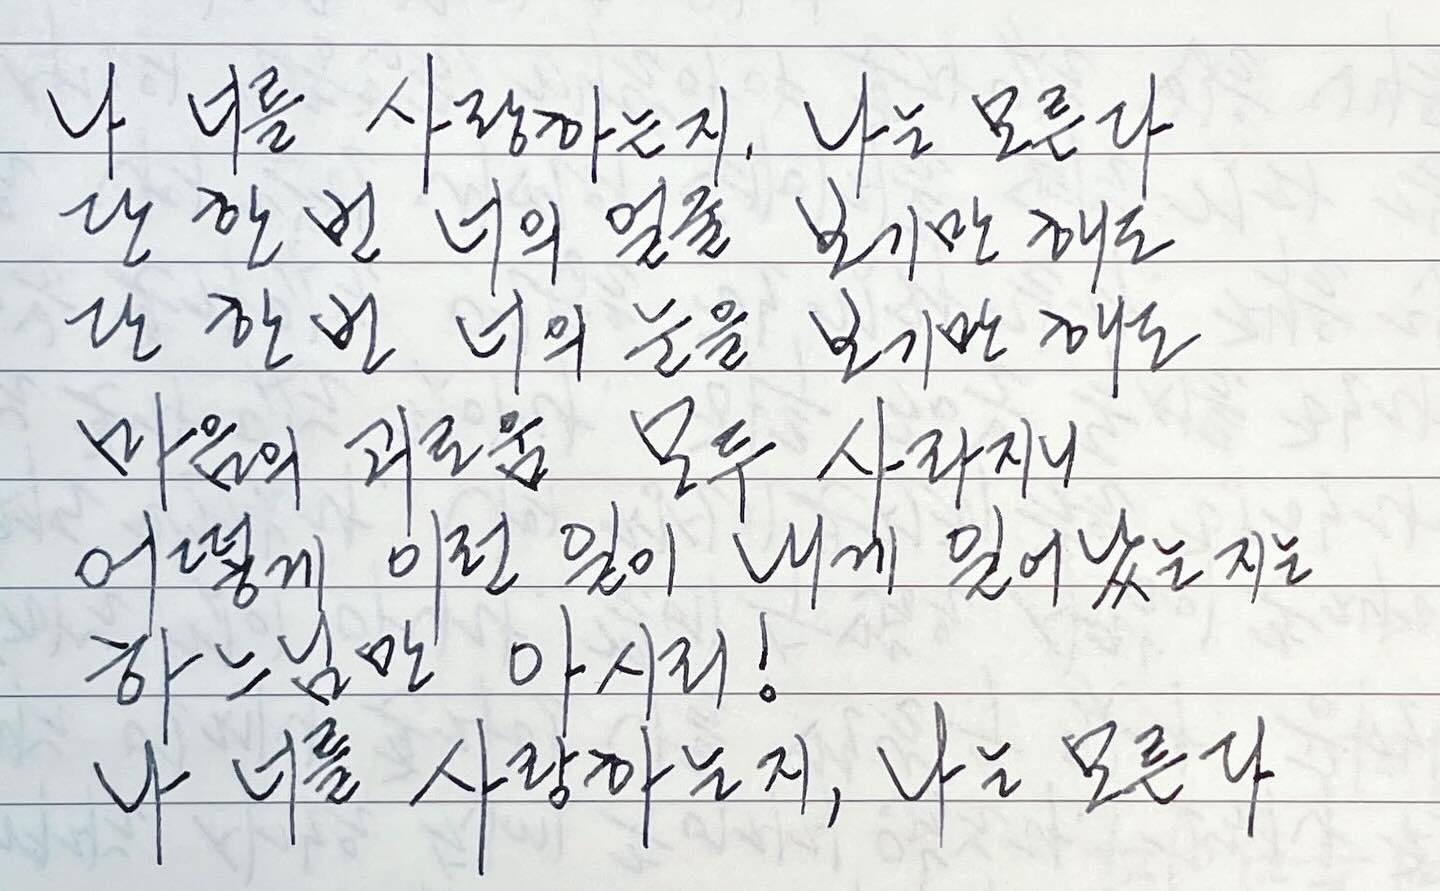 나 너를 사랑하는지, 나는 모른다
단 한 번 너의 얼굴 보기만 해도
단 한 번 너의 눈을 보기만 해도
마음의 괴로움 모두 사라지니
어떻게 이런 일이 내게 일어났는지는
하느님만 아시리!
나 너를 사랑하는지, 나는 모른다